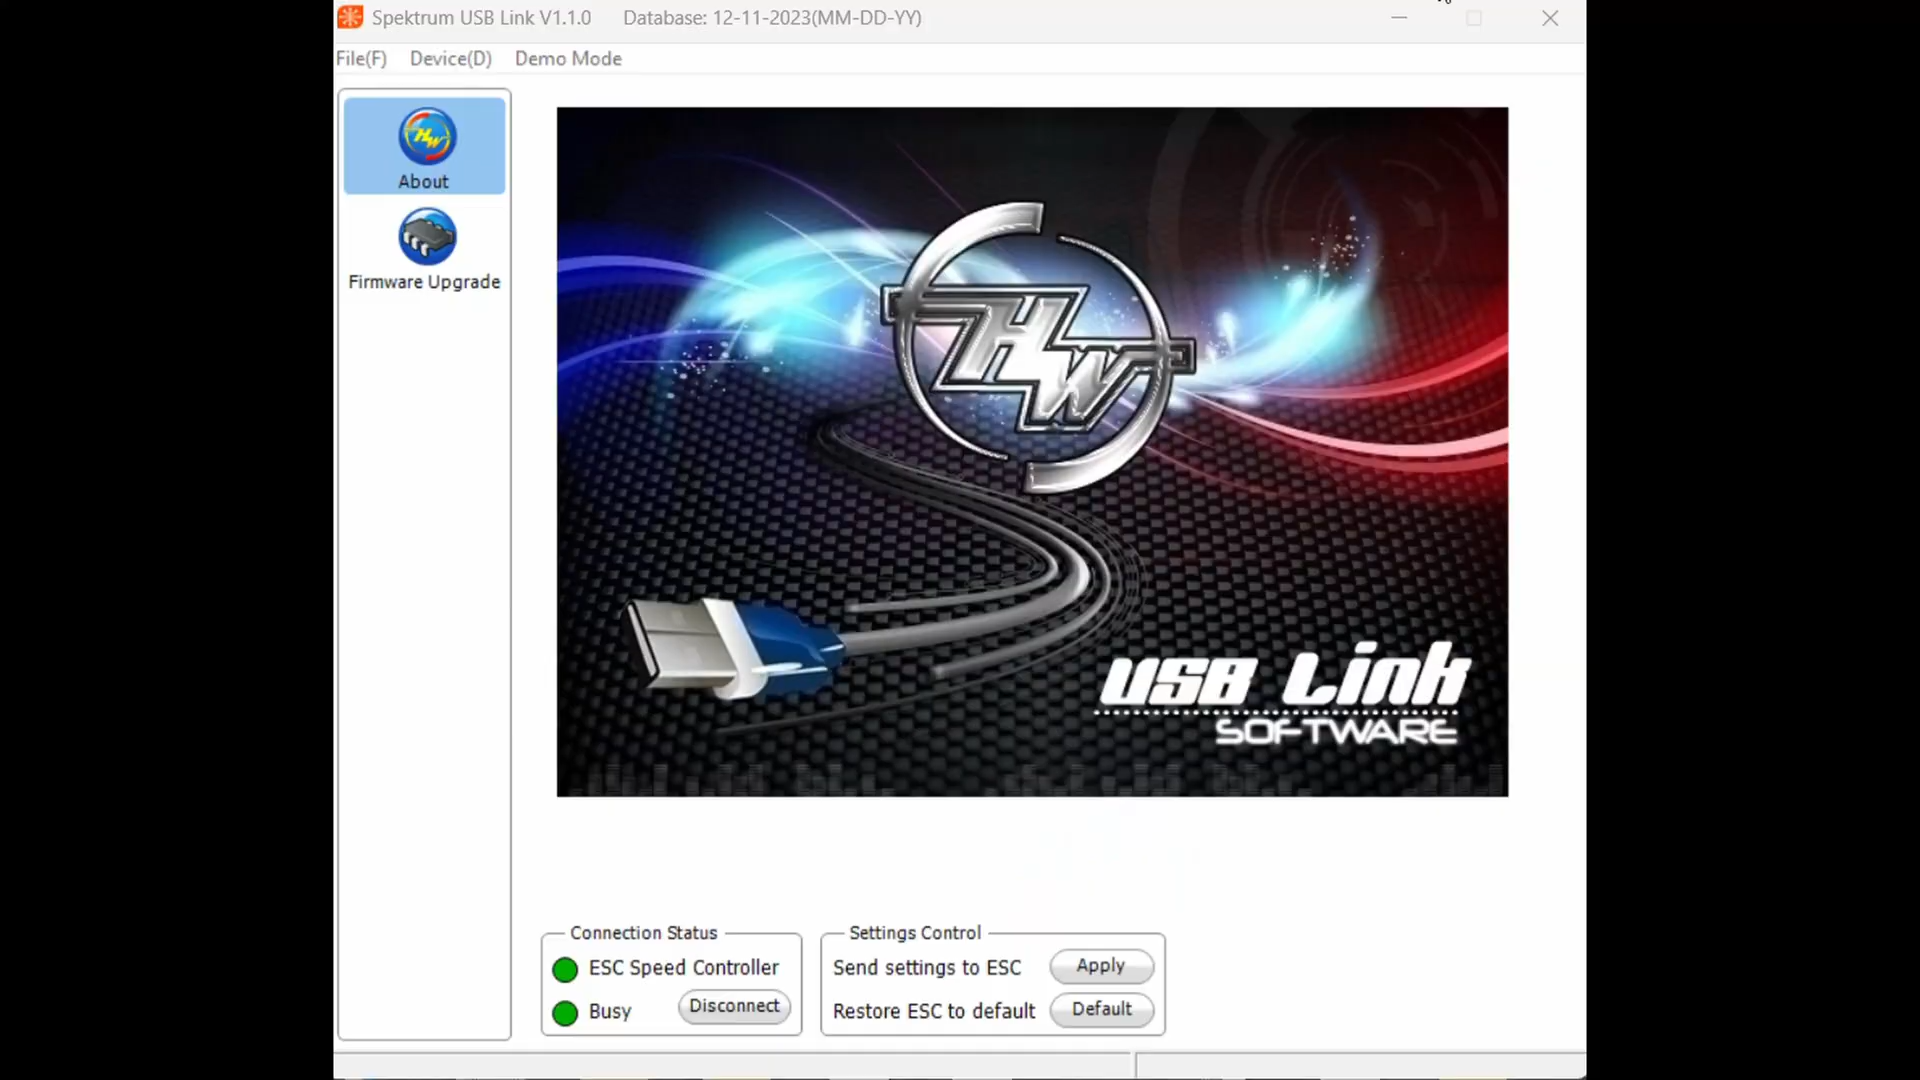 Spektrum USB Link V1.1.0 Database: 12-11-2023(MM-DD-YY)
File(F) Device(D) Demo Mode
HW
About
Firmware Upgrade
HW
USB Link
SOFTWARE
Connection Status
ESC Speed Controller
Busy Disconnect
Settings Control
Send settings to ESC Apply
Restore ESC to default Default